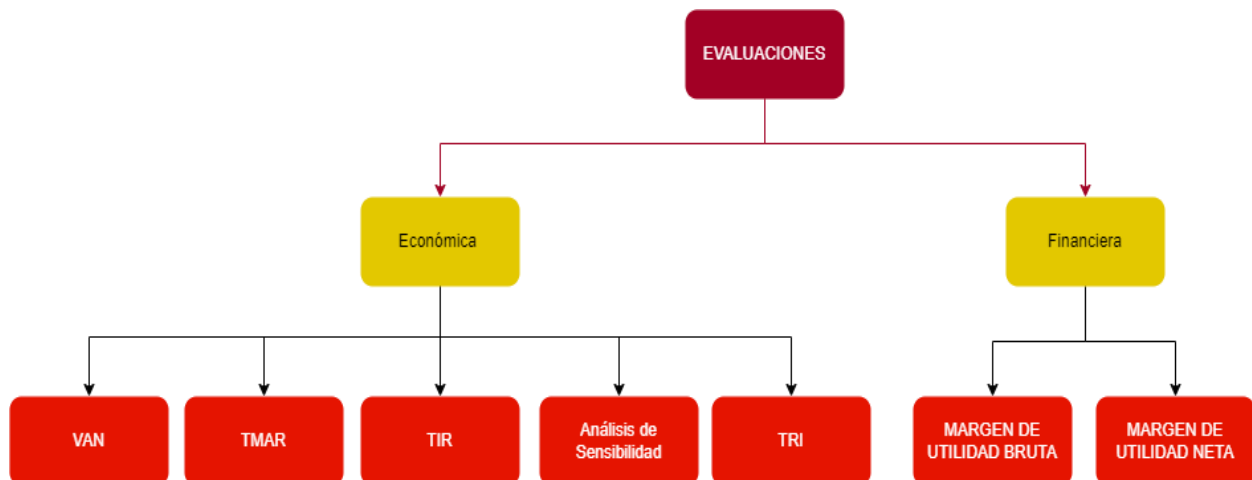 EVALUACIONES
Económica
Financiera
VAN
TMAR
TIR
Análisis de
Sensibilidad
TRI
MARGEN DE
UTILIDAD BRUTA
MARGEN DE
UTILIDAD NETA